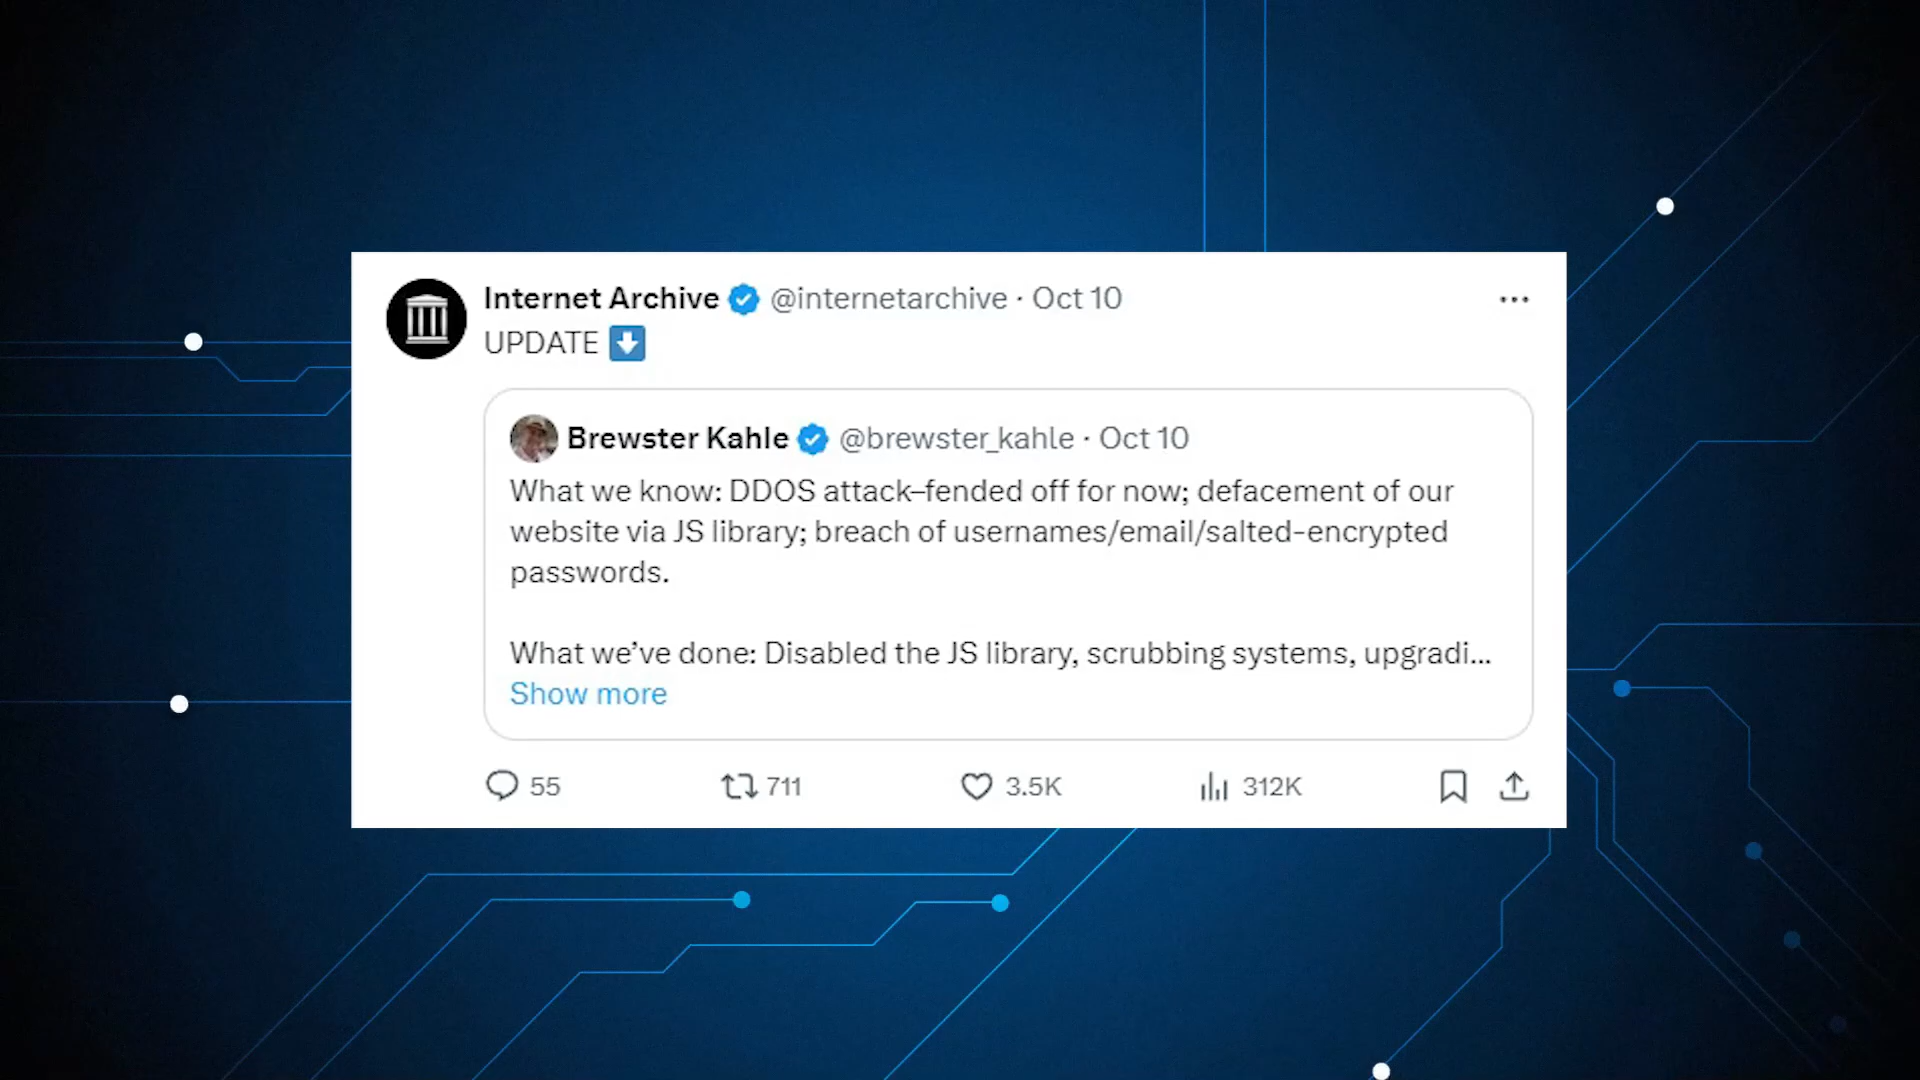 Internet Archive @internetarchive · Oct 10
UPDATE ⬇️
Brewster Kahle @brewster_kahle · Oct 10
What we know: DDOS attack–fended off for now; defacement of our
website via JS library; breach of usernames/email/salted-encrypted
passwords.
What we’ve done: Disabled the JS library, scrubbing systems, upgradi...
Show more
55 711 3.5K 312K